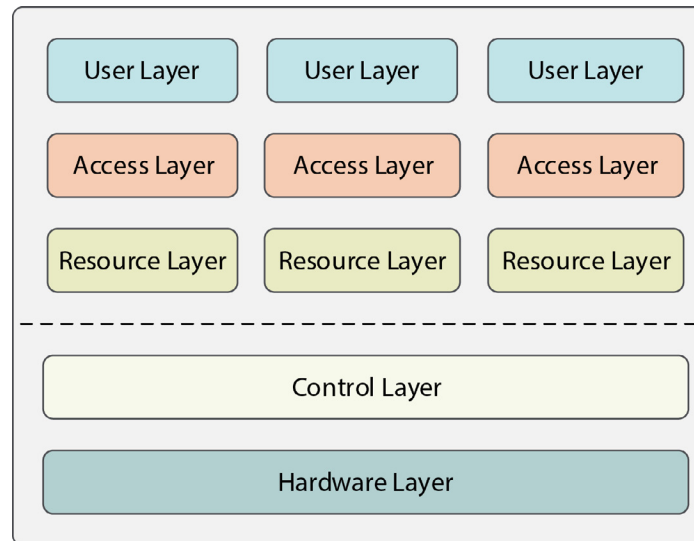 User Layer User Layer User Layer
Access Layer Access Layer Access Layer
Resource Layer Resource Layer Resource Layer
Control Layer
Hardware Layer